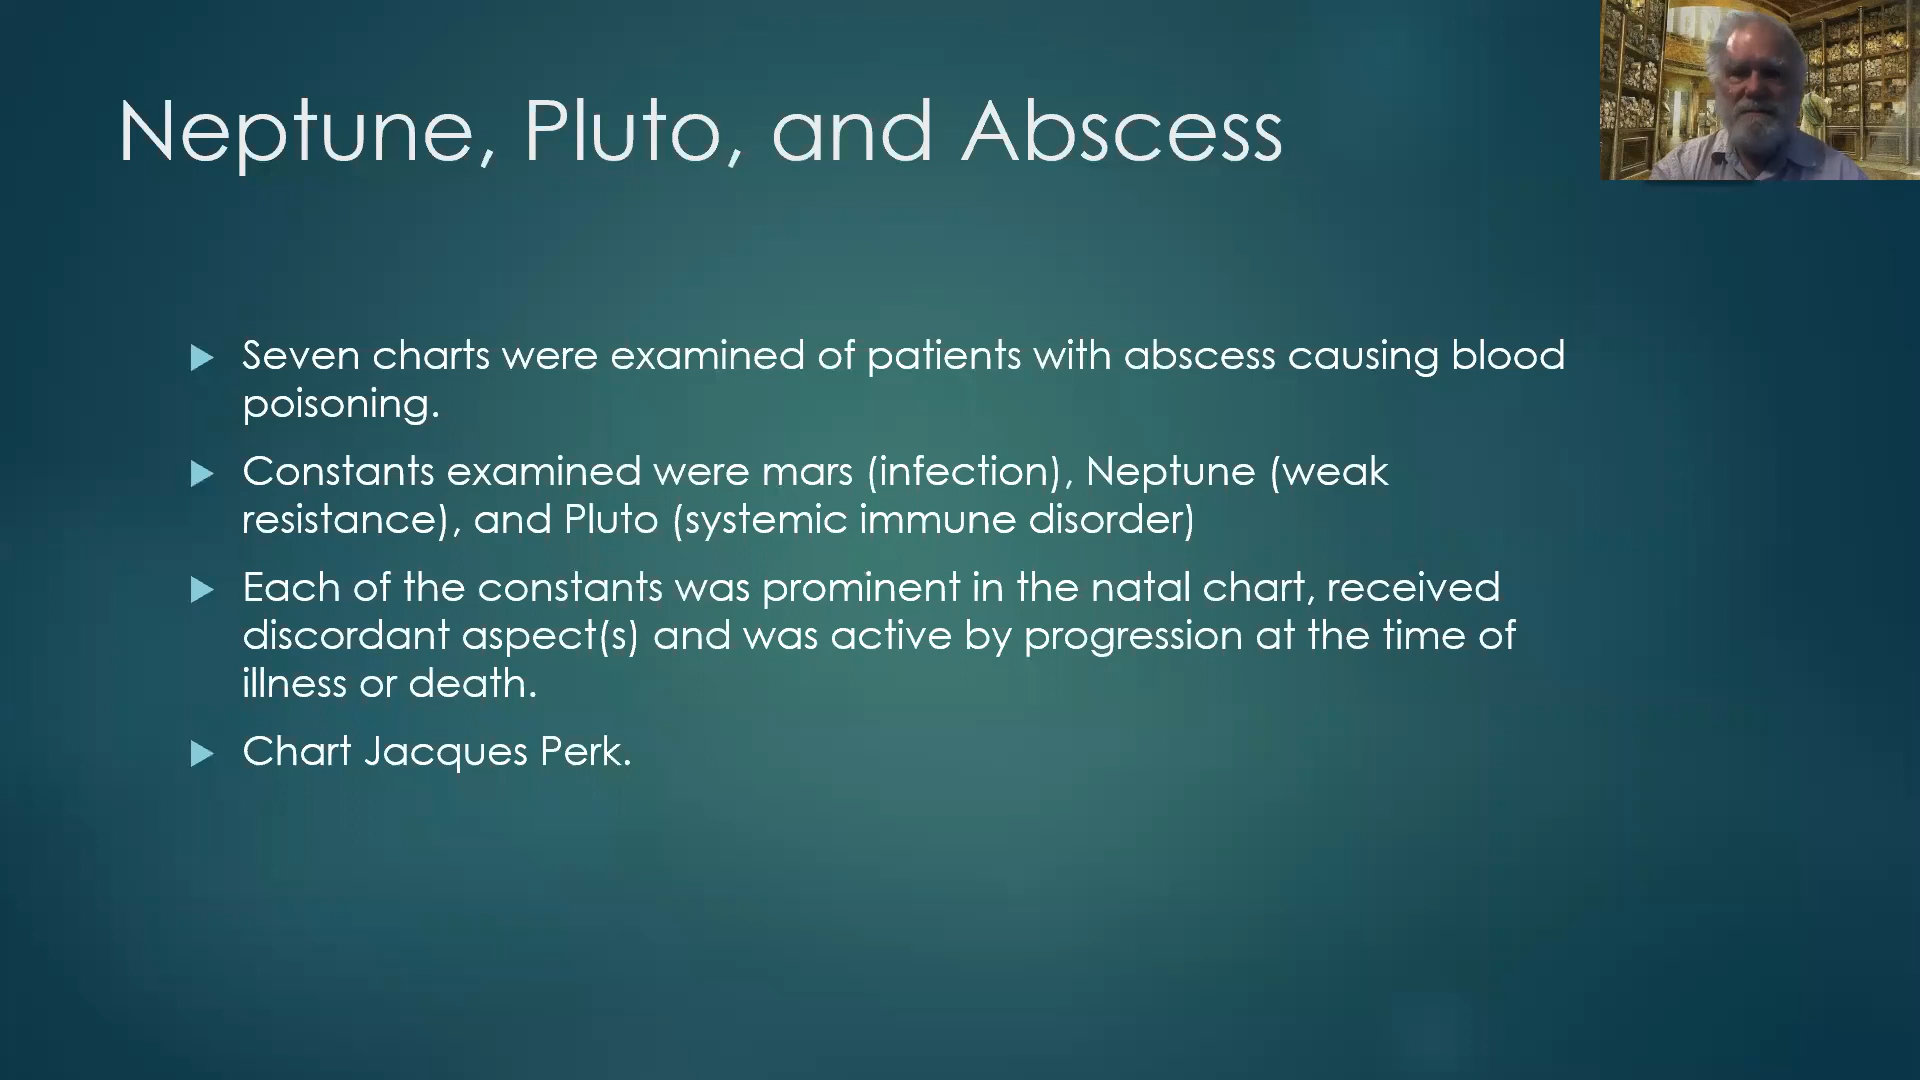 Neptune, Pluto, and Abscess
Seven charts were examined of patients with abscess causing blood
poisoning.
Constants examined were mars (infection), Neptune (weak
resistance), and Pluto (systemic immune disorder)
Each of the constants was prominent in the natal chart, received
discordant aspect(s) and was active by progression at the time of
illness or death.
Chart Jacques Perk.